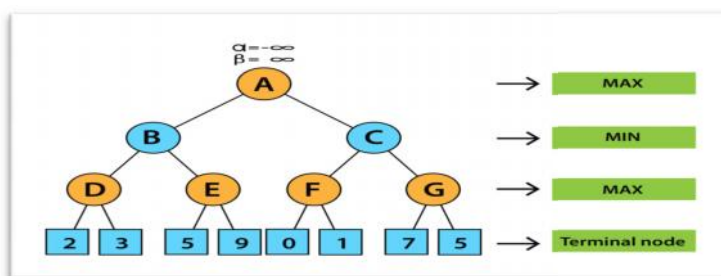 α=-∞
β= ∞
A
MAX
B
C
MIN
D
E
F
G
MAX
2 3 5 9 0 1 7 5
Terminal node